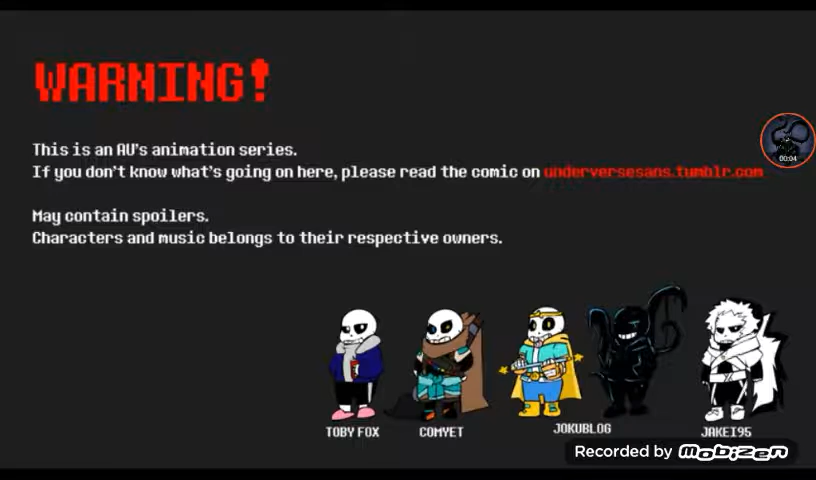 WARNING!
This is an AU's animation series.
If you don't know what's going on here, please read the comic on underversesans.tumblr.com
May contain spoilers.
Characters and music belongs to their respective owners.
00:04
TOBY FOX
COMYET
JOKUBLOG
JAKEI95
Recorded by Mobizen